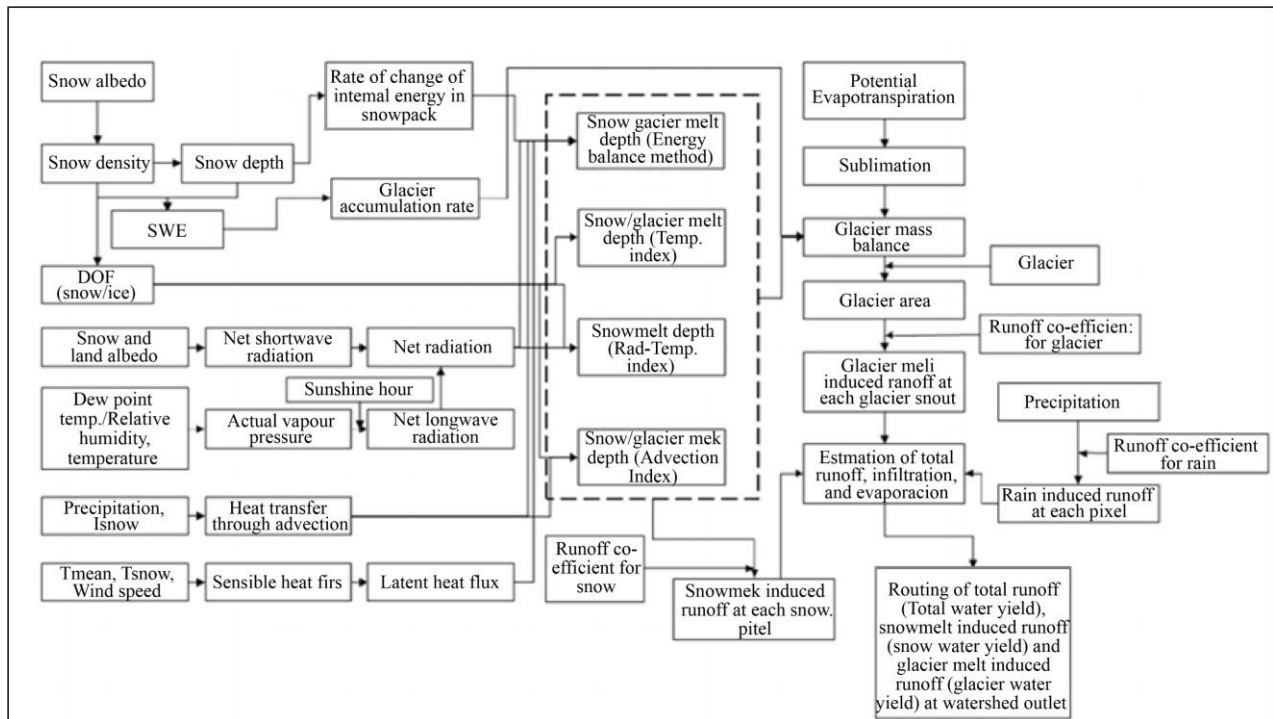 Snow albedo
Rate of change of
internal energy in
snowpack
Snow density
Snow depth
Glacier
accumulation rate
SWE
DOF
(snow/ice)
Snow and
land albedo
Net shortwave
radiation
Net radiation
Sunshine hour
Dew point
temp./Relative
humidity,
temperature
Actual vapour
pressure
Net longwave
radiation
Precipitation,
Isnow
Heat transfer
through advection
Tmean, Tsnow,
Wind speed
Sensible heat firs
Latent heat flux
Snow gacier melt
depth (Energy
balance method)
Snow/glacier melt
depth (Temp.
index)
Snowmelt depth
(Rad-Temp.
index)
Snow/glacier mek
depth (Advection
Index)
Runoff co-
efficient for
snow
Snowmek induced
runoff at each snow.
pitel
Potential
Evapotranspiration
Sublimation
Glacier mass
balance
Glacier
Glacier area
Runoff co-efficien:
for glacier
Glacier meli
induced ranoff at
each glacier snout
Precipitation
Runoff co-efficient
for rain
Estmation of total
runoff, infiltration,
and evaporacion
Rain induced runoff
at each pixel
Routing of total runoff
(Total water yield),
snowmelt induced runoff
(snow water yield) and
glacier melt induced
runoff (glacier water
yield) at watershed outlet